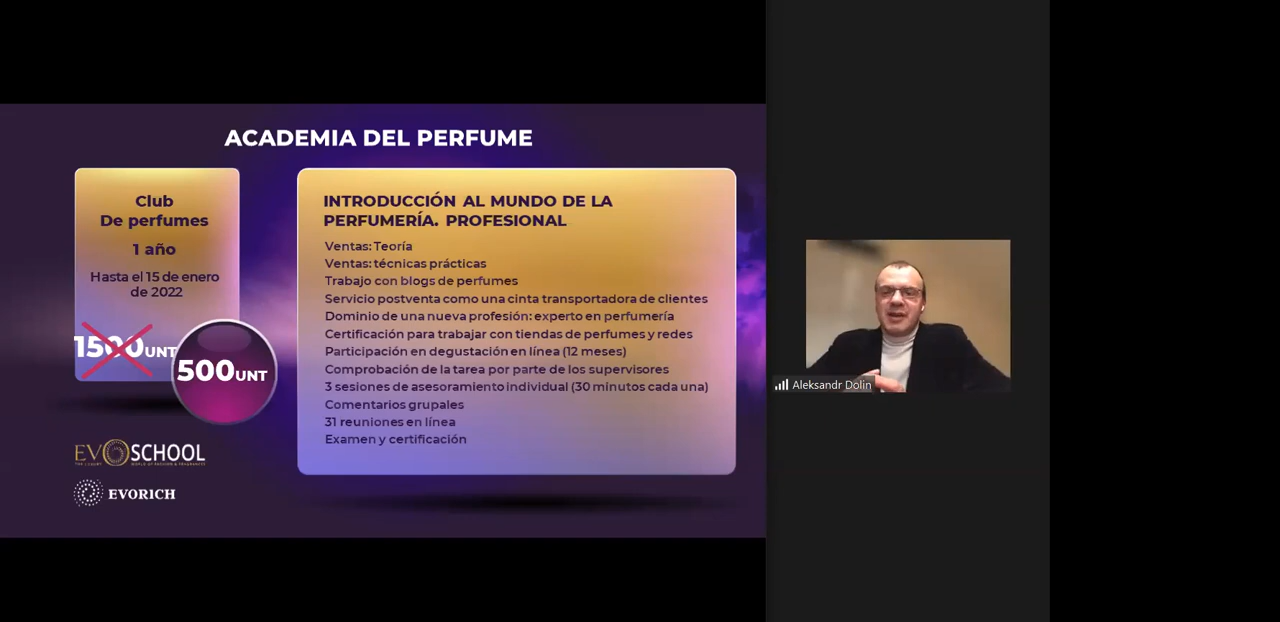 ACADEMIA DEL PERFUME
Club
De perfumes
1 año
Hasta el 15 de enero
de 2022
1500UNT
500UNT
EVOSCHOOL
EVORICH
INTRODUCCIÓN AL MUNDO DE LA
PERFUMERÍA. PROFESIONAL
Ventas: Teoría
Ventas: técnicas prácticas
Trabajo con blogs de perfumes
Servicio postventa como una cinta transportadora de clientes
Dominio de una nueva profesión: experto en perfumería
Certificación para trabajar con tiendas de perfumes y redes
Participación en degustación en línea (12 meses)
Comprobación de la tarea por parte de los supervisores
3 sesiones de asesoramiento individual (30 minutos cada una)
Comentarios grupales
31 reuniones en línea
Examen y certificación
Aleksandr Dolin